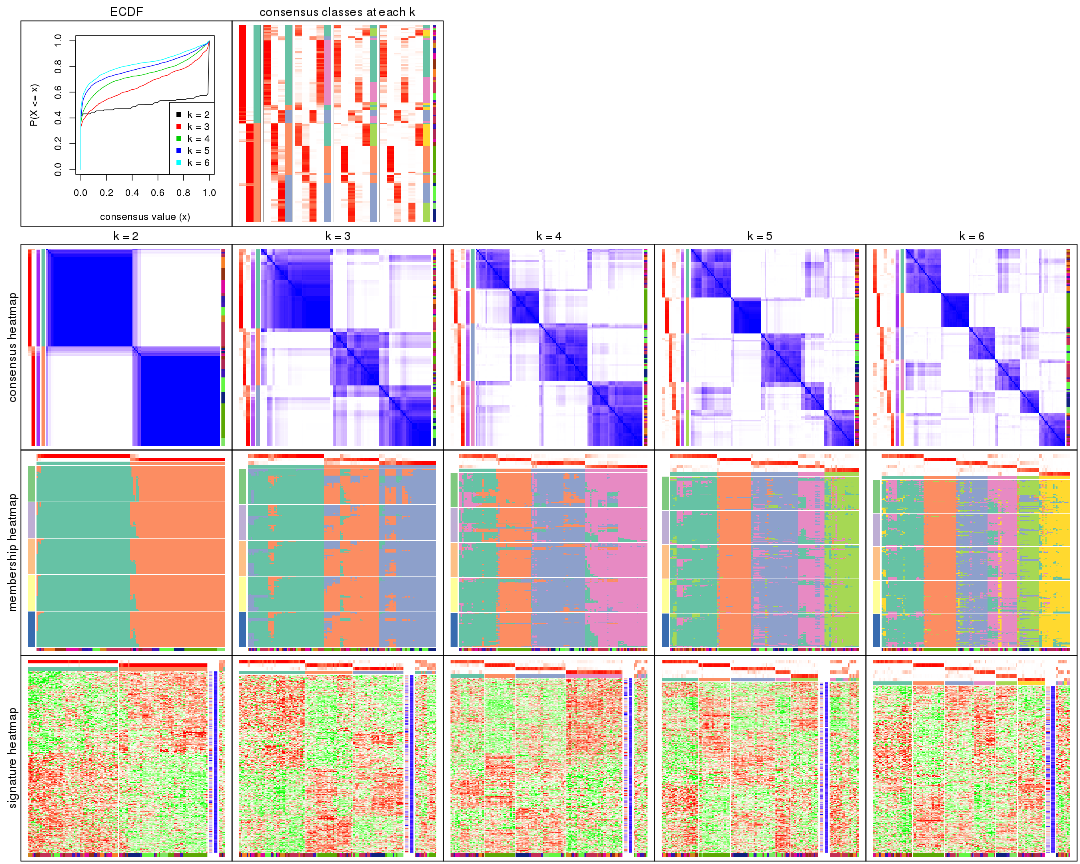 ECDF
consensus classes at each k
P(X <= x)
0.0 0.2 0.4 0.6 0.8 1.0
k = 2
k = 3
k = 4
k = 5
k = 6
0.0 0.2 0.4 0.6 0.8 1.0
consensus value (x)
k = 2 k = 3 k = 4 k = 5 k = 6
consensus heatmap
membership heatmap
signature heatmap